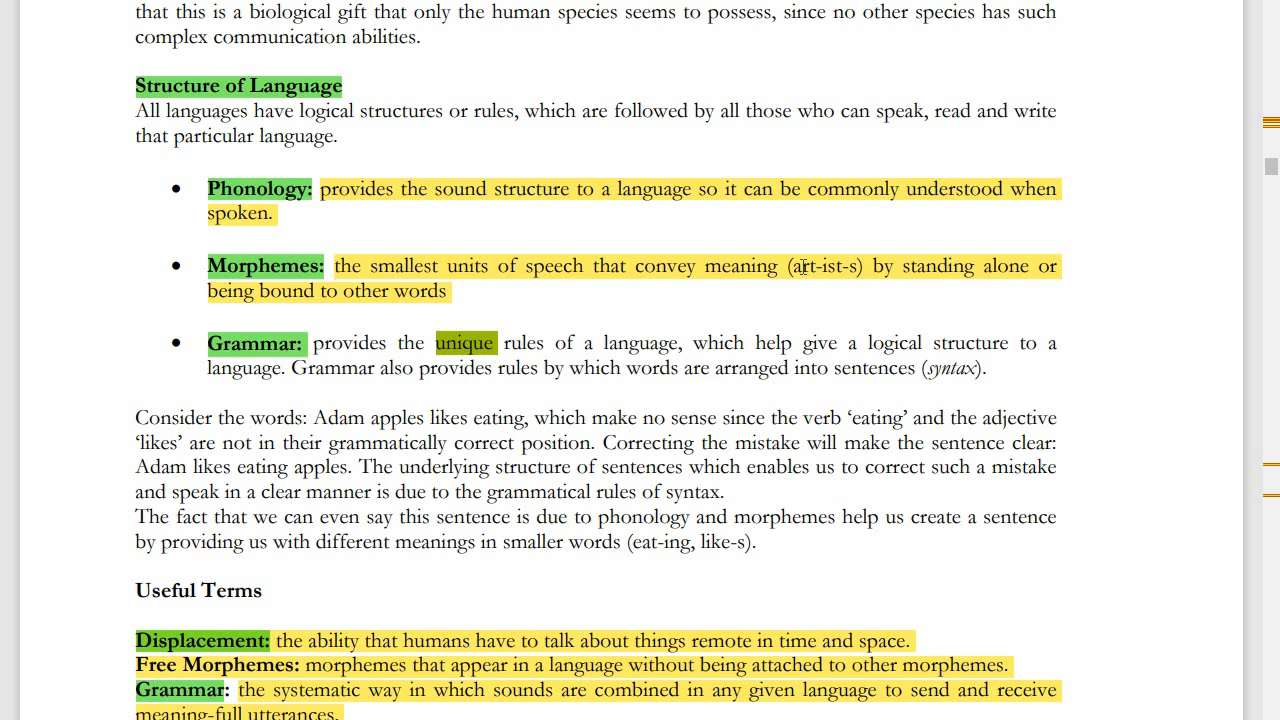 that this is a biological gift that only the human species seems to possess, since no other species has such
complex communication abilities.
Structure of Language
All languages have logical structures or rules, which are followed by all those who can speak, read and write
that particular language.
• Phonology: provides the sound structure to a language so it can be commonly understood when
spoken.
• Morphemes: the smallest units of speech that convey meaning (art-ist-s) by standing alone or
being bound to other words
• Grammar: provides the unique rules of a language, which help give a logical structure to a
language. Grammar also provides rules by which words are arranged into sentences (syntax).
Consider the words: Adam apples likes eating, which make no sense since the verb ‘eating’ and the adjective
‘likes’ are not in their grammatically correct position. Correcting the mistake will make the sentence clear:
Adam likes eating apples. The underlying structure of sentences which enables us to correct such a mistake
and speak in a clear manner is due to the grammatical rules of syntax.
The fact that we can even say this sentence is due to phonology and morphemes help us create a sentence
by providing us with different meanings in smaller words (eat-ing, like-s).
Useful Terms
Displacement: the ability that humans have to talk about things remote in time and space.
Free Morphemes: morphemes that appear in a language without being attached to other morphemes.
Grammar: the systematic way in which sounds are combined in any given language to send and receive
meaning-full utterances.